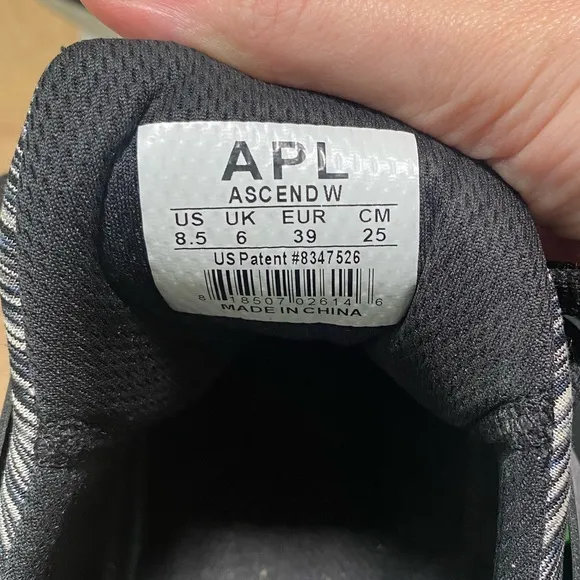 APL
ASCEND W
US UK EUR CM
8.5 6 39 25
US Patent #8347526
8 18507 02614 6
MADE IN CHINA